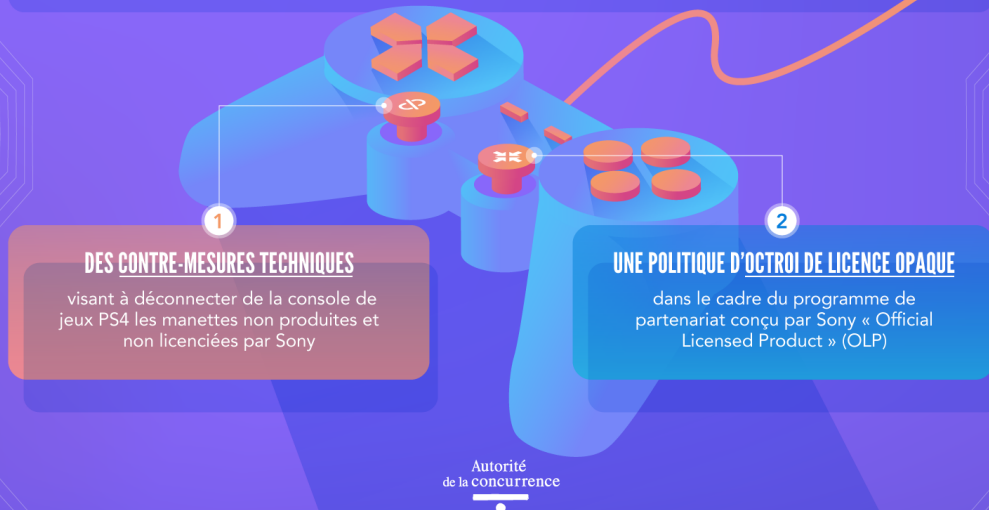 1
DES CONTRE-MESURES TECHNIQUES
visant à déconnecter de la console de
jeux PS4 les manettes non produites et
non licenciées par Sony
2
UNE POLITIQUE D'OCTROI DE LICENCE OPAQUE
dans le cadre du programme de
partenariat conçu par Sony « Official
Licensed Product » (OLP)
Autorité
de la concurrence